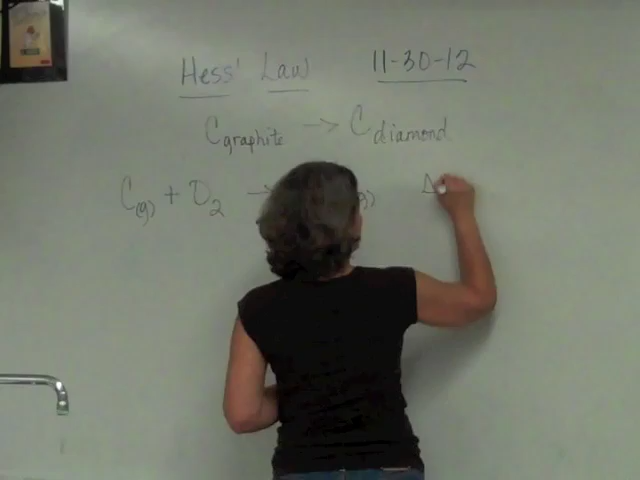 Hess' Law 11-30-12
C graphite → C diamond
C(g) + O2 → (g) Δ